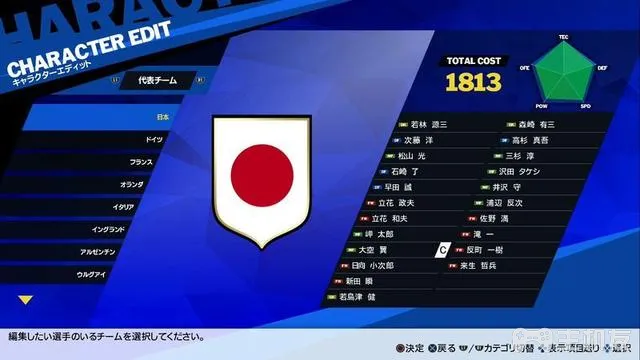 CHARACTER EDIT
キャラクターエディット
代表チーム
日本
ドイツ
フランス
オランダ
イタリア
イングランド
アルゼンチン
ウルグアイ
TOTAL COST
1813
TEC
OFE
DEF
POW
SPD
若林 源三
森崎 有三
次藤 洋
高杉 真吾
松山 光
三杉 淳
石崎 了
沢田 タケシ
早田 誠
井沢 守
立花 政夫
浦辺 反次
立花 和夫
佐野 満
岬 太郎
滝 一
大空 翼
C
反町 一樹
日向 小次郎
来生 哲兵
新田 瞬
若島津 健
編集したい選手のいるチームを選択してください。
決定 戻る カテゴリ切替 表示項目切り 選択